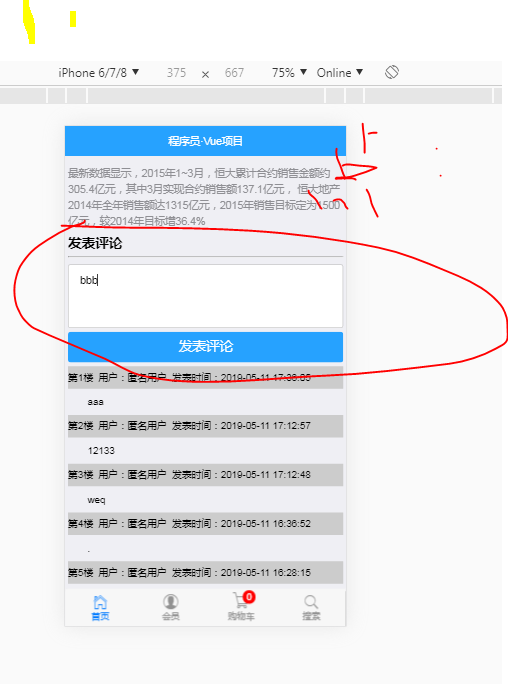 iPhone 6/7/8 ▼ 375 × 667 75% ▼ Online ▼
程序员·Vue项目
最新数据显示，2015年1~3月，恒大累计合约销售金额约
305.4亿元，其中3月实现合约销售额137.1亿元， 恒大地产
2014年全年销售额达1315亿元，2015年销售目标定为1500
亿元，较2014年目标增36.4%
发表评论
bbb
发表评论
第1楼 用户：匿名用户 发表时间：2019-05-11 17:36:05
aaa
第2楼 用户：匿名用户 发表时间：2019-05-11 17:12:57
12133
第3楼 用户：匿名用户 发表时间：2019-05-11 17:12:48
weq
第4楼 用户：匿名用户 发表时间：2019-05-11 16:36:52
.
第5楼 用户：匿名用户 发表时间：2019-05-11 16:28:15
0
首页 会员 购物车 搜索